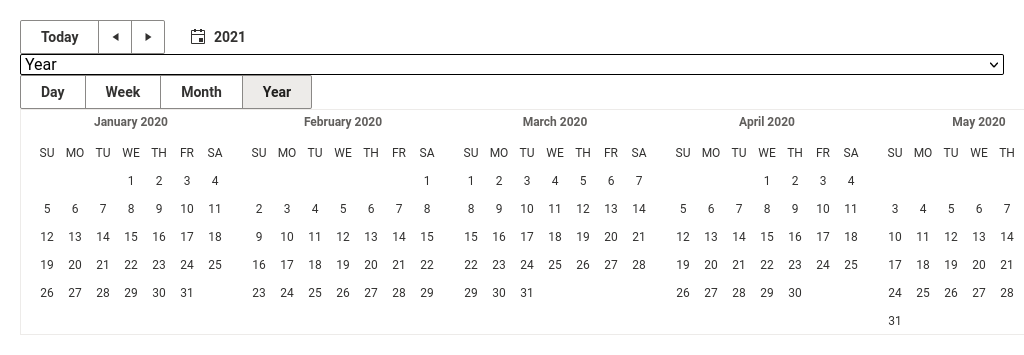 Today 2021
Year
Day Week Month Year
January 2020 February 2020 March 2020 April 2020 May 2020
SU MO TU WE TH FR SA SU MO TU WE TH FR SA SU MO TU WE TH FR SA SU MO TU WE TH FR SA SU MO TU WE TH
1 2 3 4 1 1 2 3 4 5 6 7 1 2 3 4
5 6 7 8 9 10 11 2 3 4 5 6 7 8 8 9 10 11 12 13 14 5 6 7 8 9 10 11 3 4 5 6 7
12 13 14 15 16 17 18 9 10 11 12 13 14 15 15 16 17 18 19 20 21 12 13 14 15 16 17 18 10 11 12 13 14
19 20 21 22 23 24 25 16 17 18 19 20 21 22 22 23 24 25 26 27 28 19 20 21 22 23 24 25 17 18 19 20 21
26 27 28 29 30 31 23 24 25 26 27 28 29 29 30 31 26 27 28 29 30 24 25 26 27 28
31